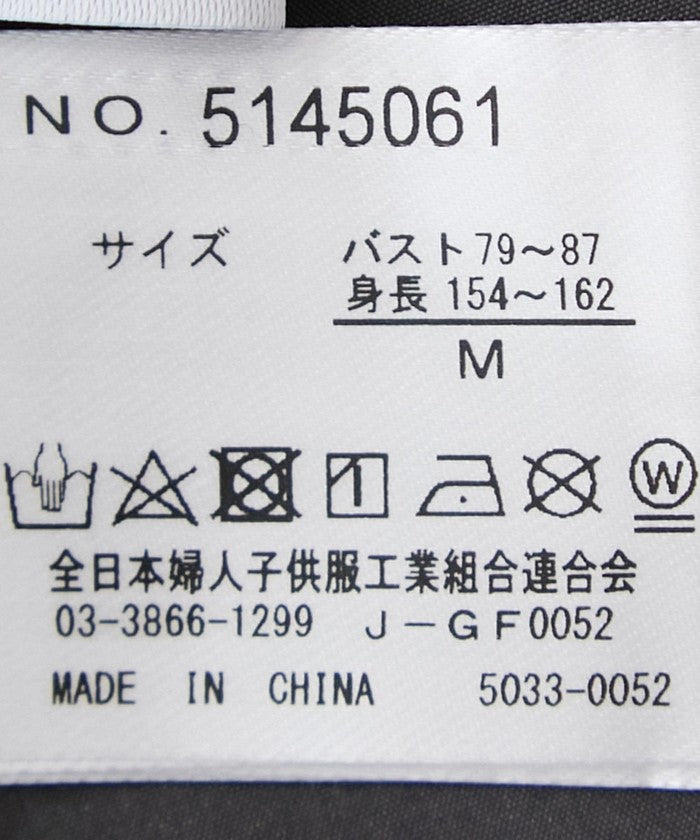 NO. 5145061
サイズ バスト79～87
身長 154～162
M
W
全日本婦人子供服工業組合連合会
03-3866-1299 J－GF0052
MADE IN CHINA 5033-0052